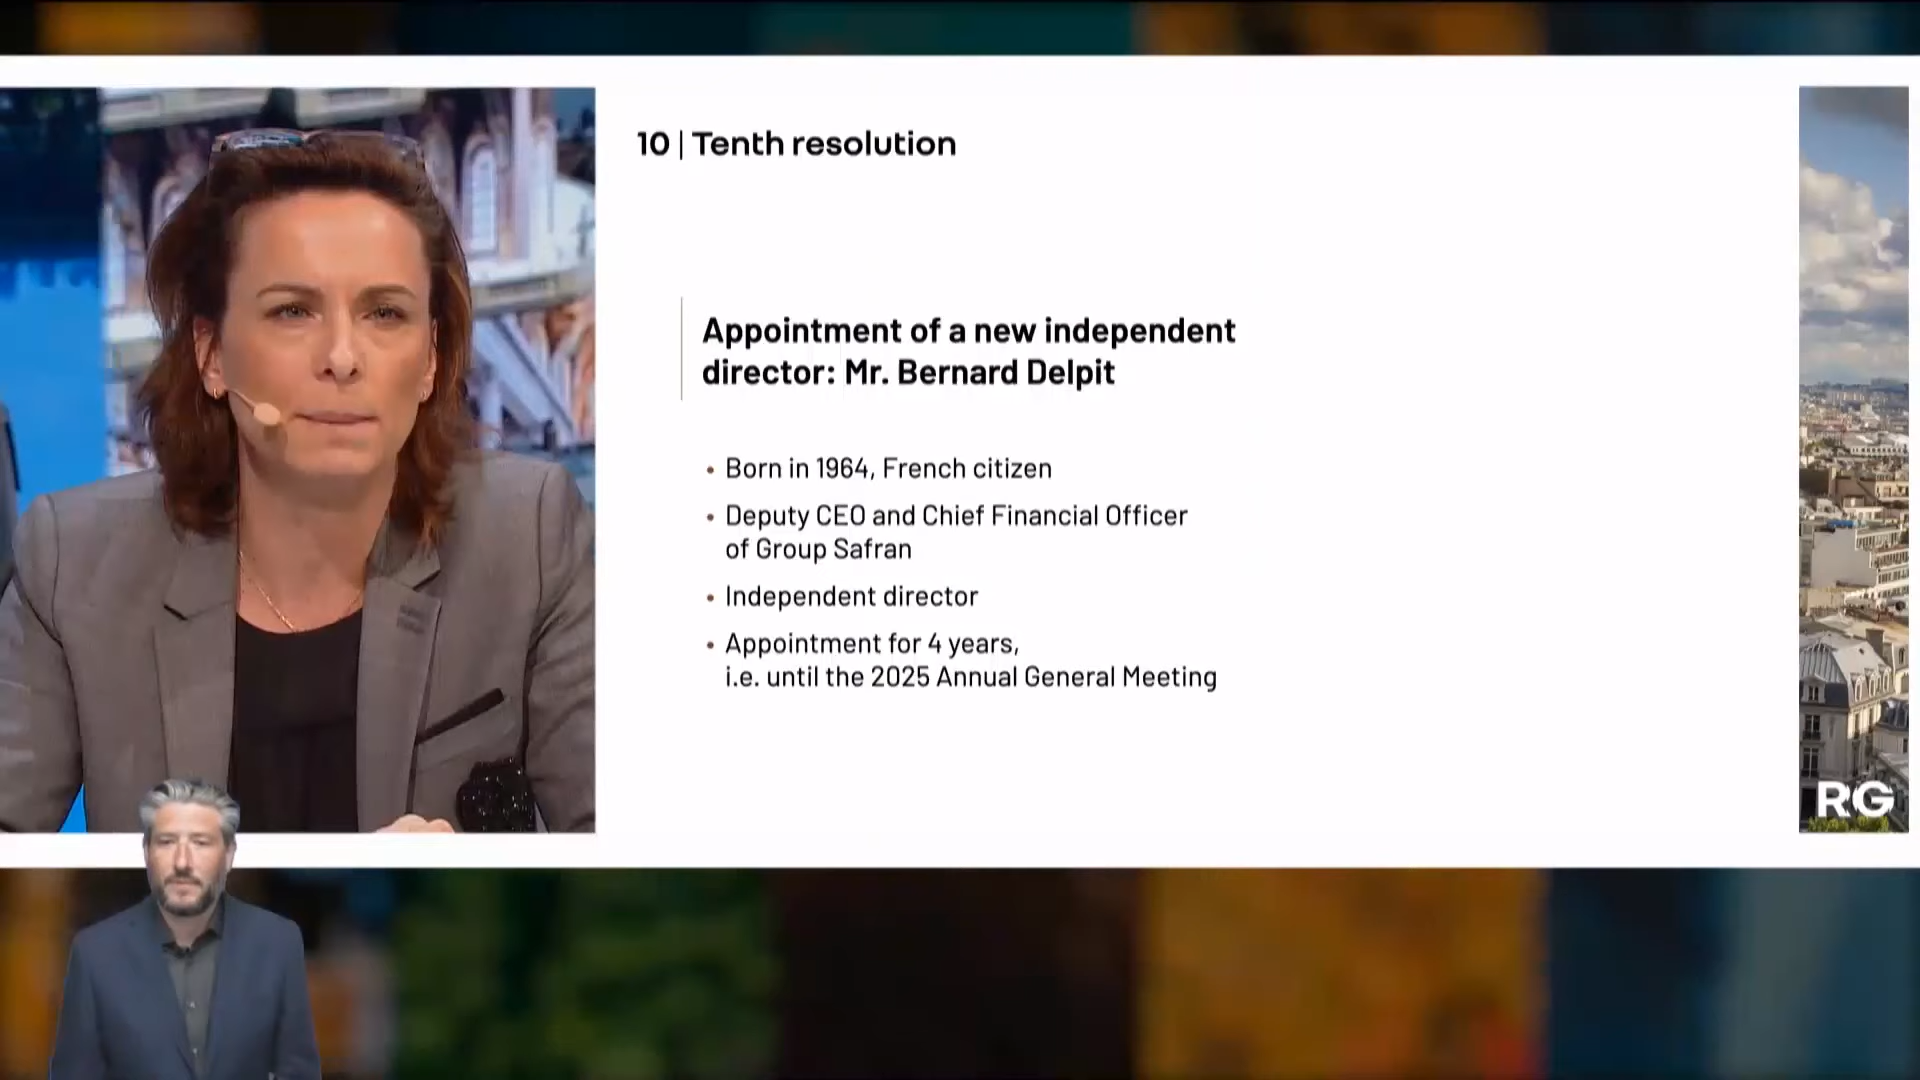 10 | Tenth resolution
Appointment of a new independent
director: Mr. Bernard Delpit
• Born in 1964, French citizen
• Deputy CEO and Chief Financial Officer
of Group Safran
• Independent director
• Appointment for 4 years,
i.e. until the 2025 Annual General Meeting
RG